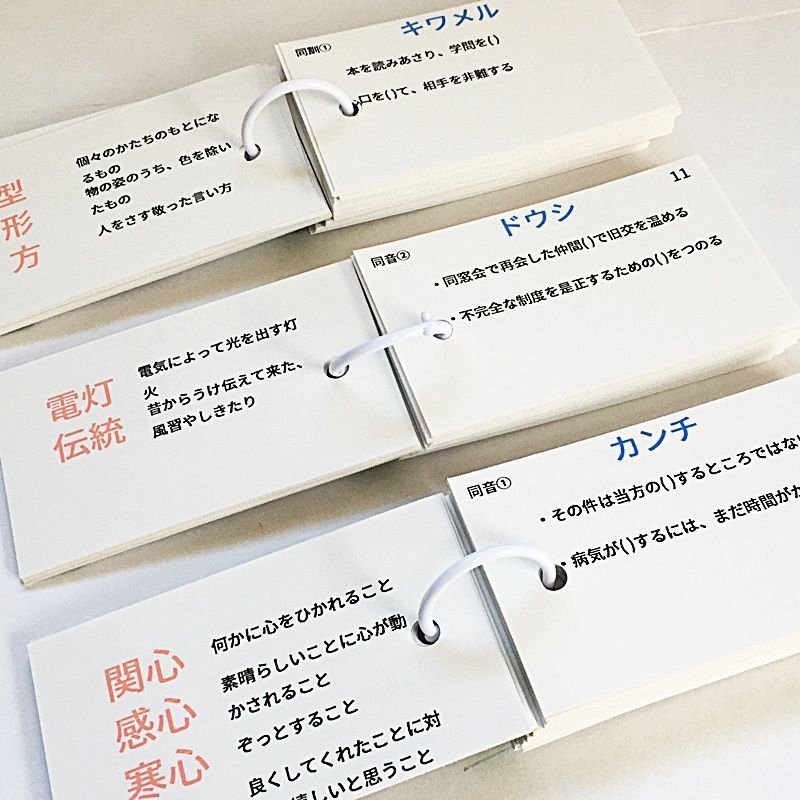 同訓①
キワメル
本を読みあさり、学問を()
口を()て、相手を非難する
型
形
方
個々のかたちのもとにな
るもの
物の姿のうち、色を除い
たもの
人をさす敬った言い方
同音②
ドウシ
11
・同窓会で再会した仲間()で旧交を温める
・不完全な制度を是正するための()をつのる
電灯
伝統
電気によって光を出す灯
火
昔からうけ伝えて来た、
風習やしきたり
同音①
カンチ
・その件は当方の()するところではな
・病気が()するには、まだ時間が
関心
感心
寒心
何かに心をひかれること
素晴らしいことに心が動
かされること
ぞっとすること
良くしてくれたことに対
嬉しいと思うこと